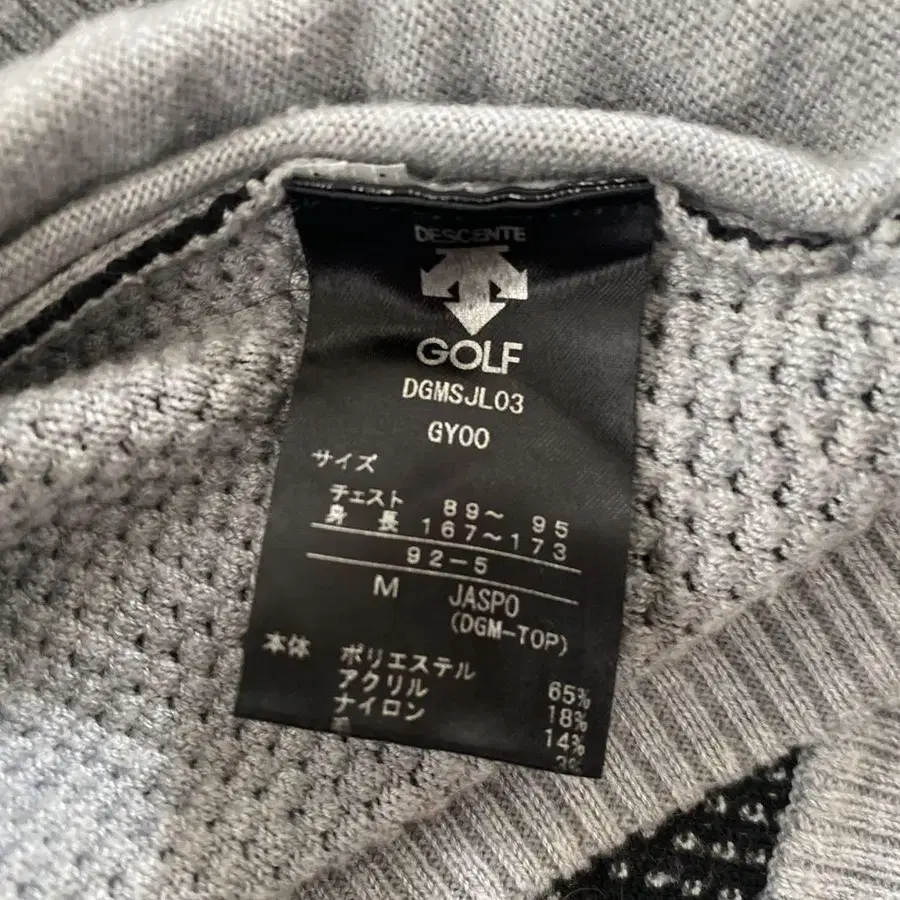 DESCENTE
GOLF
DGMSJL03
GY00
サイズ
チェスト 89～ 95
身長 167～173
92-5
M JASPO
(DGM-TOP)
本体 ポリエステル 65%
アクリル 18%
ナイロン 14%